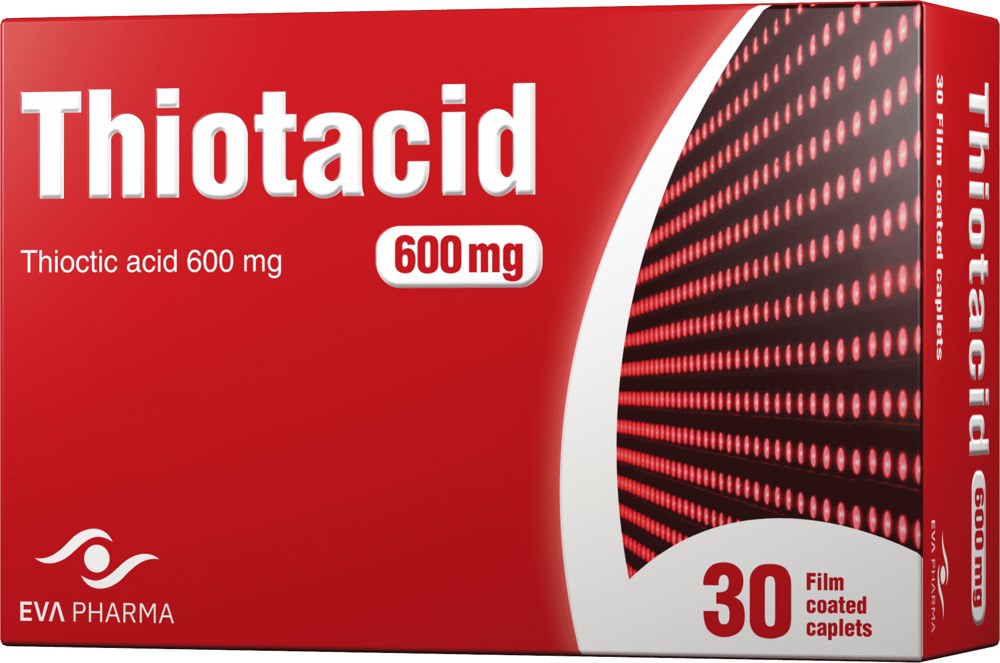 Thiotacid
Thioctic acid 600 mg
600 mg
EVA PHARMA
30
Film
coated
caplets
Thiotacid
600 mg
30 Film coated caplets
EVA PHARMA